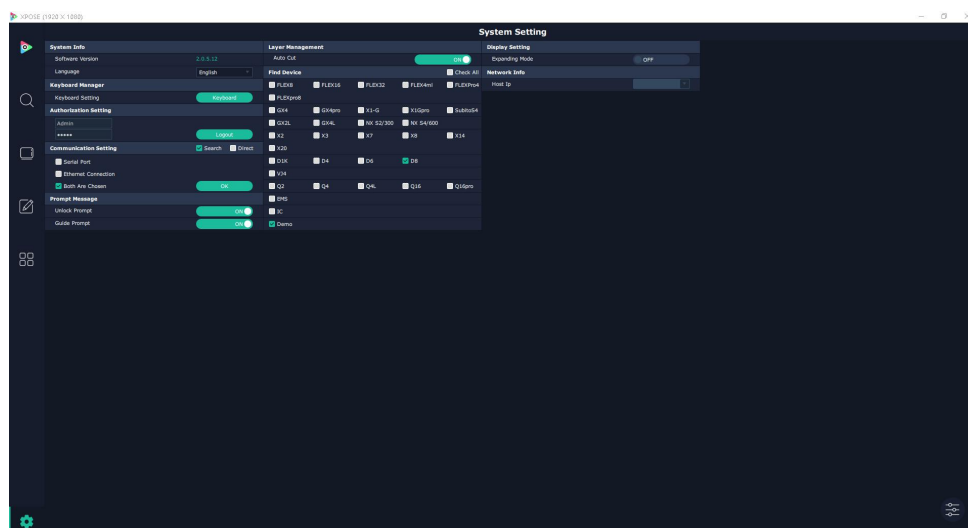 XPOSE (1920 X 1080)
System Setting
System Info
Software Version 2.0.5.12
Language English
Keyboard Manager
Keyboard Setting Keyboard
Authorization Setting
Admin
***** Logout
Communication Setting Search Direct
Serial Port
Ethernet Connection
Both Are Chosen OK
Prompt Message
Unlock Prompt ON
Guide Prompt ON
Layer Management
Auto Cut ON
Find Device Check All
FLEX8 FLEX16 FLEX32 FLEX4ml FLEXPro4
FLEXpro8
GX4 GX4pro X1-G X1Gpro SubitoS4
GX2L GX4L NX S2/300 NX S4/600
X2 X3 X7 X8 X14
X20
D1K D4 D6 D8
VJ4
Q2 Q4 Q4L Q16 Q16pro
EMS
IC
Demo
Display Setting
Expanding Mode OFF
Network Info
Host Ip